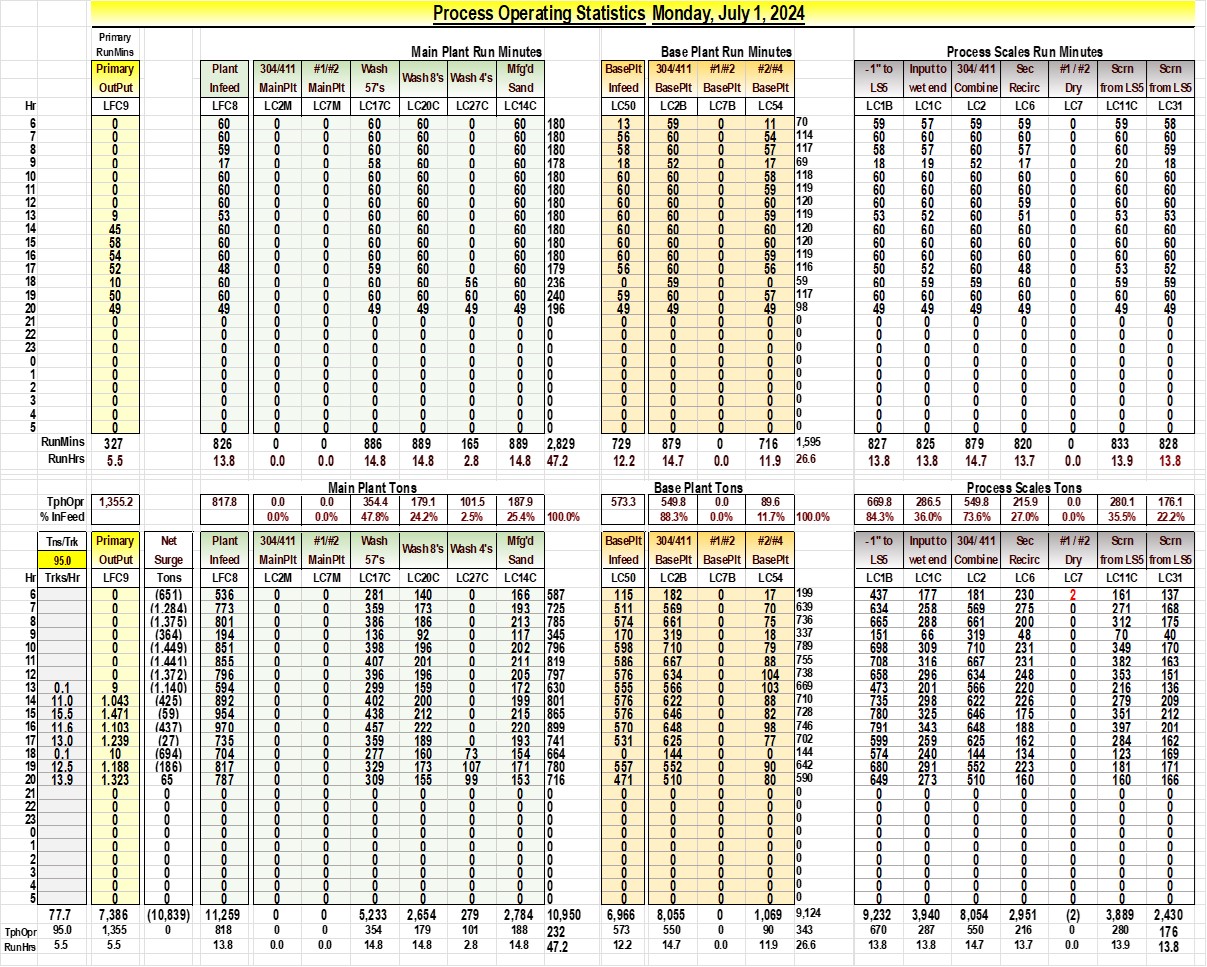 Process Operating Statistics Monday, July 1, 2024
Primary
RunMins Main Plant Run Minutes Base Plant Run Minutes Process Scales Run Minutes
Primary Plant 304/411 #1/#2 Wash Wash 8's Wash 4's Mfg'd BasePlt 304/411 #1/#2 #2/#4 -1" to Input to 304/ 411 Sec #1 / #2 Scrn Scrn
OutPut Infeed MainPlt MainPlt 57's Sand Infeed BasePlt BasePlt BasePlt LS5 wet end Combine Recirc Dry from LS5 from LS5
Hr LFC9 LFC8 LC2M LC7M LC17C LC20C LC27C LC14C LC50 LC2B LC7B LC54 LC1B LC1C LC2 LC6 LC7 LC11C LC31
6 0 60 0 0 60 60 0 60 180 13 59 0 11 70 59 57 59 59 0 59 58
7 0 60 0 0 60 60 0 60 180 56 60 0 54 114 60 60 60 60 0 60 60
8 0 59 0 0 60 60 0 60 180 58 60 0 57 117 58 57 60 57 0 60 59
9 0 17 0 0 58 60 0 60 178 18 52 0 17 69 18 19 52 17 0 20 18
10 0 60 0 0 60 60 0 60 180 60 60 0 58 118 60 60 60 60 0 60 60
11 0 60 0 0 60 60 0 60 180 60 60 0 59 119 60 60 60 60 0 60 60
12 0 60 0 0 60 60 0 60 180 60 60 0 60 120 60 60 60 59 0 60 60
13 9 53 0 0 60 60 0 60 180 60 60 0 59 119 53 52 60 51 0 53 53
14 45 60 0 0 60 60 0 60 180 60 60 0 60 120 60 60 60 60 0 60 60
15 58 60 0 0 60 60 0 60 180 60 60 0 60 120 60 60 60 60 0 60 60
16 54 60 0 0 60 60 0 60 180 60 60 0 59 119 60 60 60 60 0 60 60
17 52 48 0 0 59 60 0 60 179 56 60 0 56 116 50 52 60 48 0 53 52
18 10 60 0 0 60 60 56 60 236 0 59 0 0 59 60 59 59 60 0 59 59
19 50 60 0 0 60 60 60 60 240 59 60 0 57 117 60 60 60 60 0 60 60
20 49 49 0 0 49 49 49 49 196 49 49 0 49 98 49 49 49 49 0 49 49
21 0 0 0 0 0 0 0 0 0 0 0 0 0 0 0 0 0 0 0 0 0
22 0 0 0 0 0 0 0 0 0 0 0 0 0 0 0 0 0 0 0 0 0
23 0 0 0 0 0 0 0 0 0 0 0 0 0 0 0 0 0 0 0 0 0
0 0 0 0 0 0 0 0 0 0 0 0 0 0 0 0 0 0 0 0 0 0
1 0 0 0 0 0 0 0 0 0 0 0 0 0 0 0 0 0 0 0 0 0
2 0 0 0 0 0 0 0 0 0 0 0 0 0 0 0 0 0 0 0 0 0
3 0 0 0 0 0 0 0 0 0 0 0 0 0 0 0 0 0 0 0 0 0
4 0 0 0 0 0 0 0 0 0 0 0 0 0 0 0 0 0 0 0 0 0
5 0 0 0 0 0 0 0 0 0 0 0 0 0 0 0 0 0 0 0 0 0
RunMins 327 826 0 0 886 889 165 889 2,829 729 879 0 716 1,595 827 825 879 820 0 833 828
RunHrs 5.5 13.8 0.0 0.0 14.8 14.8 2.8 14.8 47.2 12.2 14.7 0.0 11.9 26.6 13.8 13.8 14.7 13.7 0.0 13.9 13.8
Main Plant Tons Base Plant Tons Process Scales Tons
TphOpr 1,355.2 817.8 0.0 0.0 354.4 179.1 101.5 187.9 573.3 549.8 0.0 89.6 669.8 286.5 549.8 215.9 0.0 280.1 176.1
% InFeed 0.0% 0.0% 47.8% 24.2% 2.5% 25.4% 100.0% 88.3% 0.0% 11.7% 100.0% 84.3% 36.0% 73.6% 27.0% 0.0% 35.5% 22.2%
Tns/Trk Primary Net Plant 304/411 #1/#2 Wash Wash 8's Wash 4's Mfg'd BasePlt 304/411 #1/#2 #2/#4 -1" to Input to 304/ 411 Sec #1 / #2 Scrn Scrn
95.0 OutPut Surge Infeed MainPlt MainPlt 57's Sand Infeed BasePlt BasePlt BasePlt LS5 wet end Combine Recirc Dry from LS5 from LS5
Hr Trks/Hr LFC9 Tons LFC8 LC2M LC7M LC17C LC20C LC27C LC14C LC50 LC2B LC7B LC54 LC1B LC1C LC2 LC6 LC7 LC11C LC31
6 0 (651) 536 0 0 281 140 0 166 587 115 182 0 17 199 437 177 181 230 2 161 137
7 0 (1,284) 773 0 0 359 173 0 193 725 511 569 0 70 639 634 258 569 275 0 271 168
8 0 (1,375) 801 0 0 386 186 0 213 785 574 661 0 75 736 665 288 661 200 0 312 175
9 0 (364) 194 0 0 136 92 0 117 345 170 319 0 18 337 151 66 319 48 0 70 40
10 0 (1,449) 851 0 0 398 196 0 202 796 598 710 0 79 789 698 309 710 231 0 349 170
11 0 (1,441) 855 0 0 407 201 0 211 819 586 667 0 88 755 708 316 667 231 0 382 163
12 0 (1,372) 796 0 0 396 196 0 205 797 576 634 0 104 738 658 296 634 248 0 353 151
13 0.1 9 (1,140) 594 0 0 299 159 0 172 630 555 566 0 103 669 473 201 566 220 0 216 136
14 11.0 1,043 (425) 892 0 0 402 200 0 199 801 576 622 0 88 710 735 298 622 226 0 279 209
15 15.5 1,471 (59) 954 0 0 438 212 0 215 865 576 646 0 82 728 780 325 646 175 0 351 212
16 11.6 1,103 (437) 970 0 0 457 222 0 220 899 570 648 0 98 746 791 343 648 188 0 397 201
17 13.0 1,239 (27) 735 0 0 359 189 0 193 741 531 625 0 77 702 599 259 625 162 0 284 162
18 0.1 10 (694) 704 0 0 277 160 73 154 664 0 144 0 0 144 574 240 144 134 0 123 169
19 12.5 1,188 (186) 817 0 0 329 173 107 171 780 557 552 0 90 642 680 291 552 223 0 181 171
20 13.9 1,323 65 787 0 0 309 155 99 153 716 471 510 0 80 590 649 273 510 160 0 160 166
21 0 0 0 0 0 0 0 0 0 0 0 0 0 0 0 0 0 0 0 0 0 0
22 0 0 0 0 0 0 0 0 0 0 0 0 0 0 0 0 0 0 0 0 0 0
23 0 0 0 0 0 0 0 0 0 0 0 0 0 0 0 0 0 0 0 0 0 0
0 0 0 0 0 0 0 0 0 0 0 0 0 0 0 0 0 0 0 0 0 0 0
1 0 0 0 0 0 0 0 0 0 0 0 0 0 0 0 0 0 0 0 0 0 0
2 0 0 0 0 0 0 0 0 0 0 0 0 0 0 0 0 0 0 0 0 0 0
3 0 0 0 0 0 0 0 0 0 0 0 0 0 0 0 0 0 0 0 0 0 0
4 0 0 0 0 0 0 0 0 0 0 0 0 0 0 0 0 0 0 0 0 0 0
5 0 0 0 0 0 0 0 0 0 0 0 0 0 0 0 0 0 0 0 0 0 0
77.7 7,386 (10,839) 11,259 0 0 5,233 2,654 279 2,784 10,950 6,966 8,055 0 1,069 9,124 9,232 3,940 8,054 2,951 (2) 3,889 2,430
TphOpr 95.0 1,355 0 818 0 0 354 179 101 188 232 573 550 0 90 343 670 287 550 216 0 280 176
RunHrs 5.5 5.5 13.8 0.0 0.0 14.8 14.8 2.8 14.8 47.2 12.2 14.7 0.0 11.9 26.6 13.8 13.8 14.7 13.7 0.0 13.9 13.8